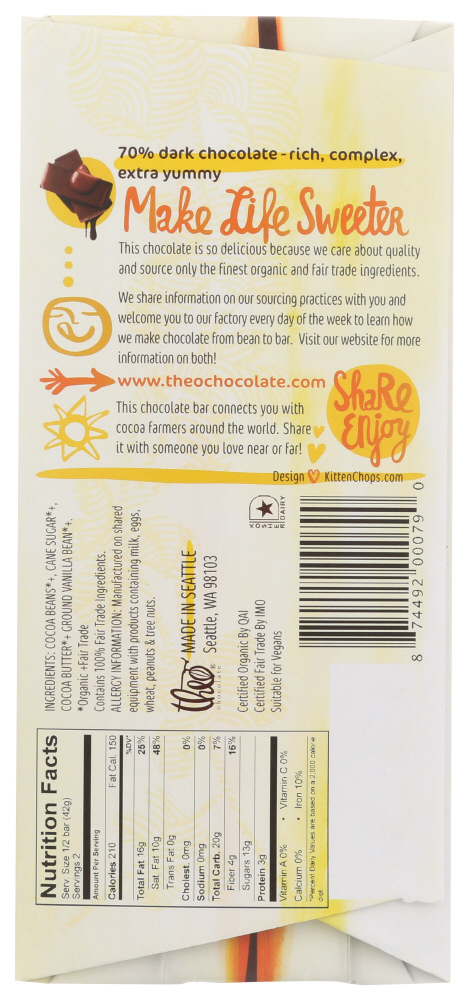 70% dark chocolate - rich, complex,
extra yummy
Make Life Sweeter
This chocolate is so delicious because we care about quality
and source only the finest organic and fair trade ingredients.
We share information on our sourcing practices with you and
welcome you to our factory every day of the week to learn how
we make chocolate from bean to bar. Visit our website for more
information on both!
www.theochocolate.com
This chocolate bar connects you with
cocoa farmers around the world. Share
it with someone you love near or far!
Share
Enjoy
Design KittenChops.com
INGREDIENTS: COCOA BEANS*+, CANE SUGAR*+,
COCOA BUTTER*+ GROUND VANILLA BEAN*+.
*Organic +Fair Trade
Contains 100% Fair Trade Ingredients.
ALLERGY INFORMATION: Manufactured on shared
equipment with products containing milk, eggs,
wheat, peanuts & tree nuts.
theo®
chocolate
MADE IN SEATTLE
Seattle, WA 98103
Certified Organic By QAI
Certified Fair Trade By IMO
Suitable for Vegans
KOSHER DAIRY
8 74492 00079 0
Nutrition Facts
Serv. Size 1/2 bar (42g)
Servings 2
Amount Per Serving
Calories 210 Fat Cal. 150
%DV*
Total Fat 16g 25%
Sat. Fat 10g 48%
Trans Fat 0g
Cholest. 0mg 0%
Sodium 0mg 0%
Total Carb. 20g 7%
Fiber 4g 16%
Sugars 13g
Protein 3g
Vitamin A 0% • Vitamin C 0%
Calcium 0% • Iron 10%
*Percent Daily Values are based on a 2,000 calorie
diet.